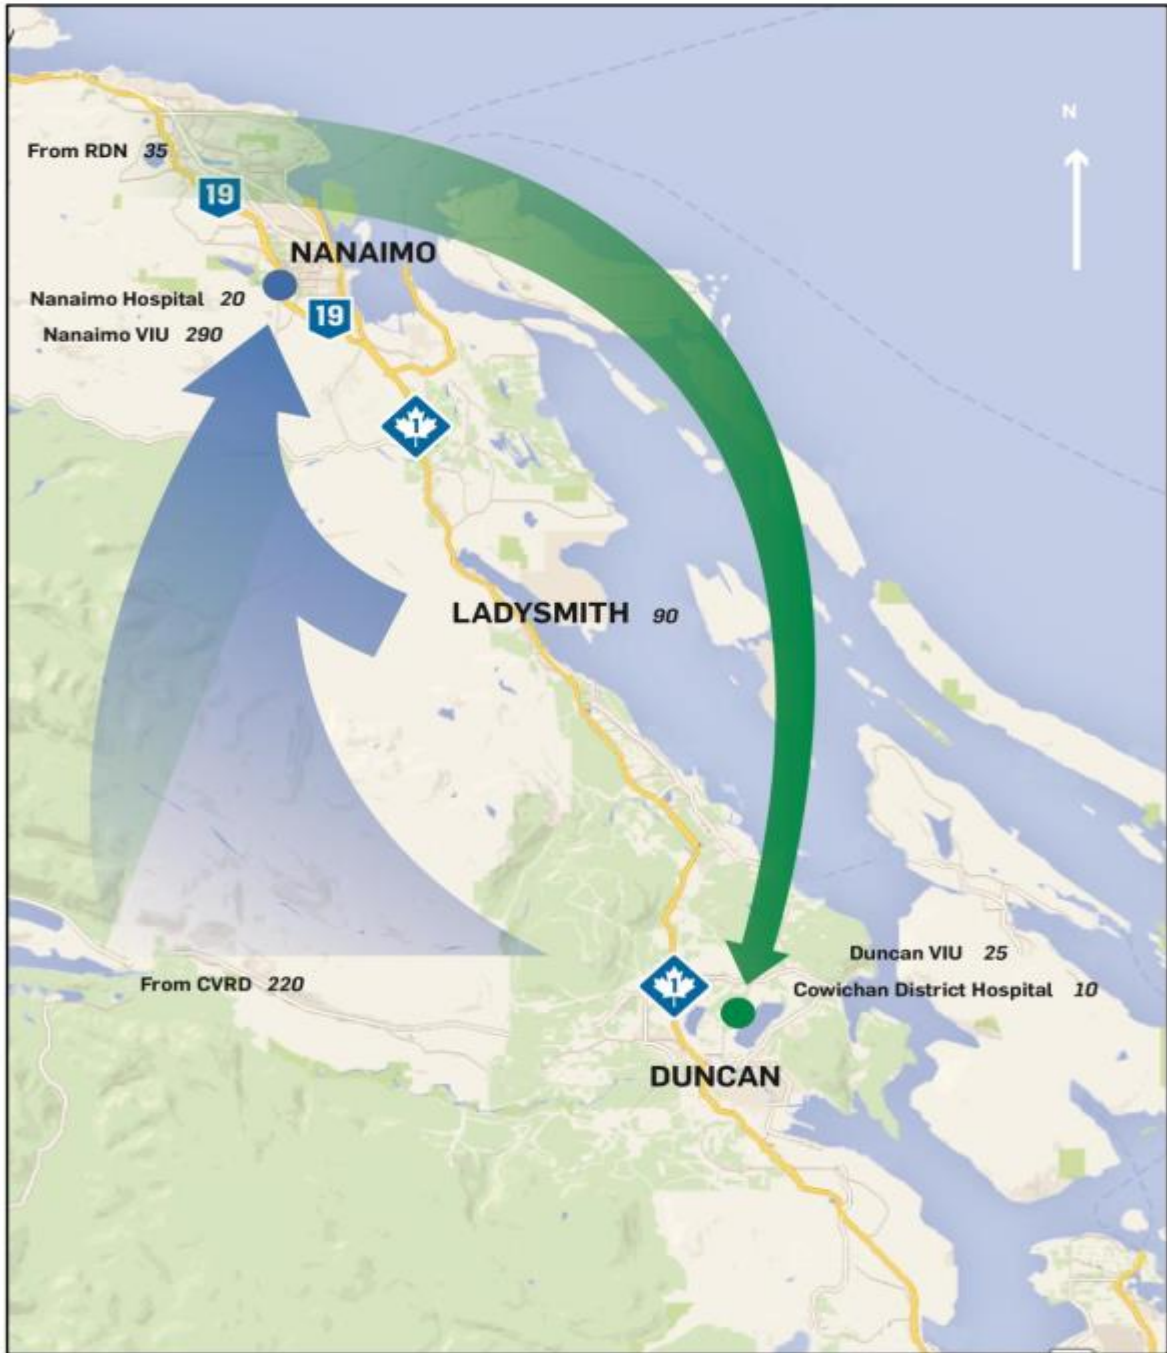 N
From RDN 35
19
NANAIMO
Nanaimo Hospital 20
19
Nanaimo VIU 290
1
LADYSMITH 90
Duncan VIU 25
From CVRD 220
1
Cowichan District Hospital 10
DUNCAN